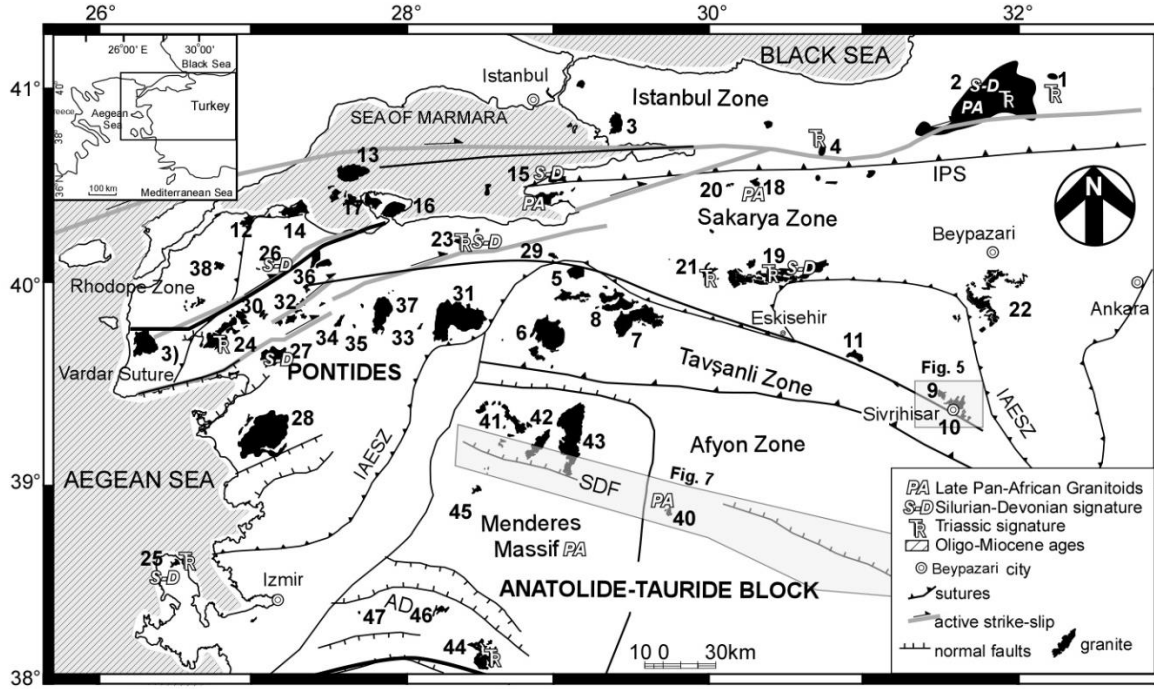 26° 28° 30° 32°
26°00' E 30°00'
Black Sea
40°
Greece
Aegean
Sea
Turkey
38°
36°N
100 km
Mediterranean Sea
BLACK SEA
Istanbul
41°
Istanbul Zone
2 S-D TR
PA
1
TR
3
SEA OF MARMARA
TR
4
13
15 S-D
PA
20 18
PA
IPS
N
17 16
12 14
Sakarya Zone
23 TR S-D
Beypazari
26
S-D
29
38
36
21 TR
19
TR S-D
Rhodope Zone
40°
5
Ankara
30 32
37 31
8
22
6 7
Eskisehir
3) 24 TR
34 35 33
27
S-D
11
Vardar Suture
PONTIDES
Tavşanli Zone
Fig. 5
9
IAESZ
28
Sivrihisar
10
41 42
43
Afyon Zone
IAESZ
AEGEAN SEA
Fig. 7
39°
SDF
PA
40
45
Menderes
Massif PA
25 TR
S-D
Izmir
ANATOLIDE-TAURIDE BLOCK
47 AD 46
44
TR
10 0 30km
38°
PA Late Pan-African Granitoids
S-D Silurian-Devonian signature
TR Triassic signature
Oligo-Miocene ages
Beypazari city
sutures
active strike-slip
normal faults
granite